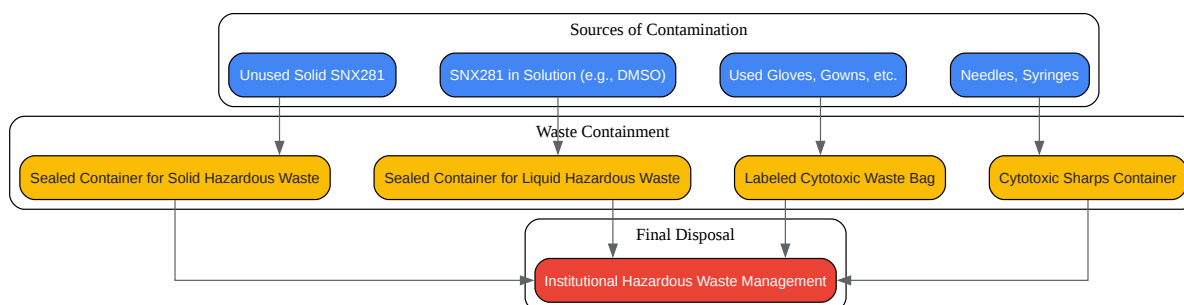 Sources of Contamination
Unused Solid SNX281
SNX281 in Solution (e.g., DMSO)
Used Gloves, Gowns, etc.
Needles, Syringes
Waste Containment
Sealed Container for Solid Hazardous Waste
Sealed Container for Liquid Hazardous Waste
Labeled Cytotoxic Waste Bag
Cytotoxic Sharps Container
Final Disposal
Institutional Hazardous Waste Management